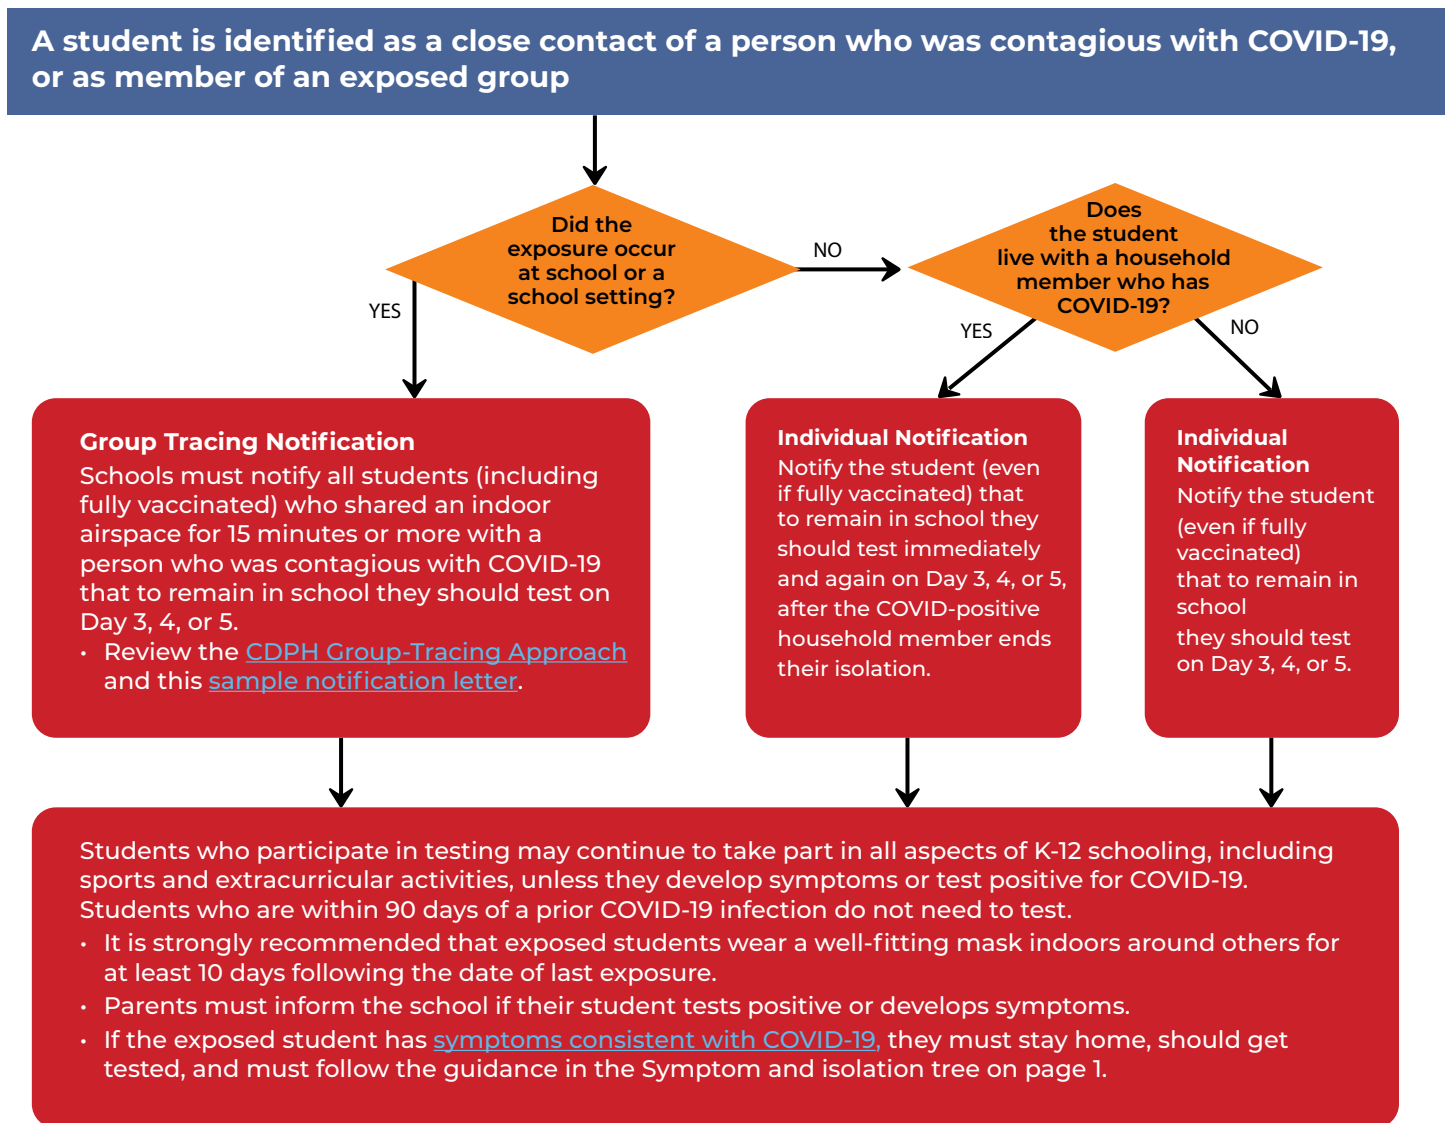 A student is identified as a close contact of a person who was contagious with COVID-19,
or as member of an exposed group
Did the
exposure occur
at school or a
school setting?
NO
YES
Does
the student
live with a household
member who has
COVID-19?
YES
NO
Group Tracing Notification
Schools must notify all students (including
fully vaccinated) who shared an indoor
airspace for 15 minutes or more with a
person who was contagious with COVID-19
that to remain in school they should test on
Day 3, 4, or 5.
• Review the CDPH Group-Tracing Approach
and this sample notification letter.
Individual Notification
Notify the student (even
if fully vaccinated) that
to remain in school they
should test immediately
and again on Day 3, 4, or 5,
after the COVID-positive
household member ends
their isolation.
Individual
Notification
Notify the student
(even if fully
vaccinated)
that to remain in
school
they should test
on Day 3, 4, or 5.
Students who participate in testing may continue to take part in all aspects of K-12 schooling, including
sports and extracurricular activities, unless they develop symptoms or test positive for COVID-19.
Students who are within 90 days of a prior COVID-19 infection do not need to test.
• It is strongly recommended that exposed students wear a well-fitting mask indoors around others for
at least 10 days following the date of last exposure.
• Parents must inform the school if their student tests positive or develops symptoms.
• If the exposed student has symptoms consistent with COVID-19, they must stay home, should get
tested, and must follow the guidance in the Symptom and isolation tree on page 1.